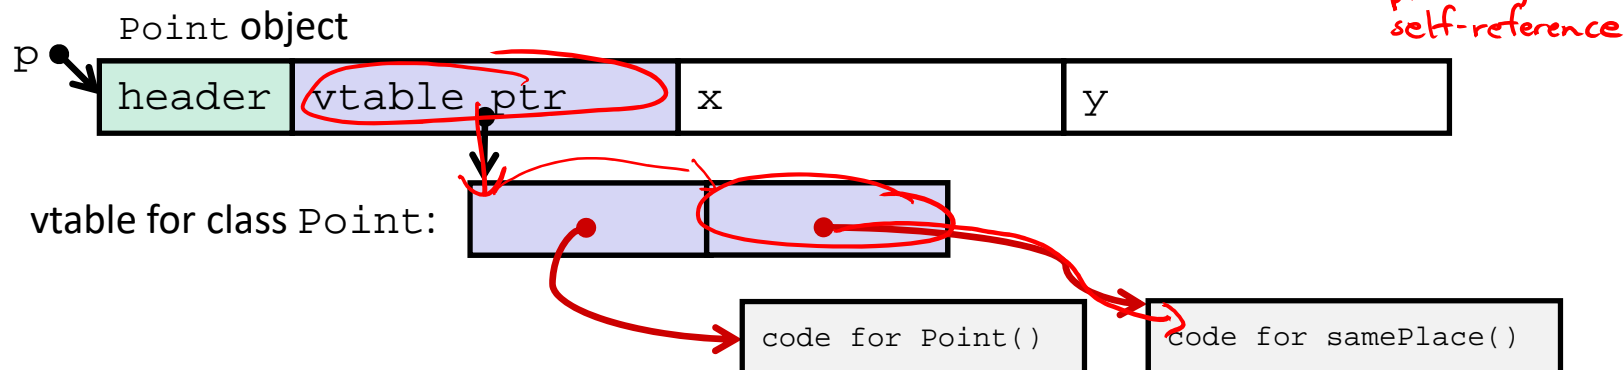 self-reference
Point object
p
header vtable ptr x y
vtable for class Point:
code for Point() code for samePlace()